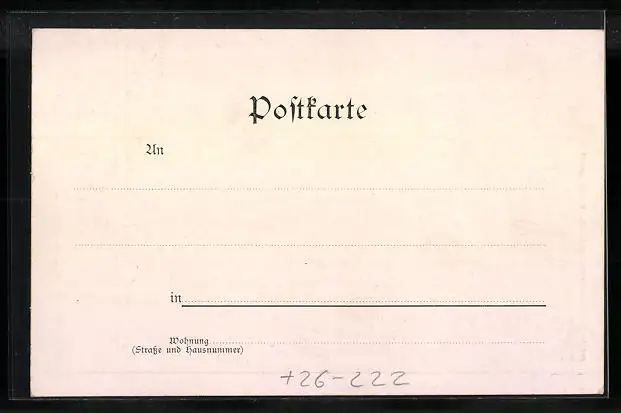 Postkarte
An
in
Wohnung
(Straße und Hausnummer)
+26-222